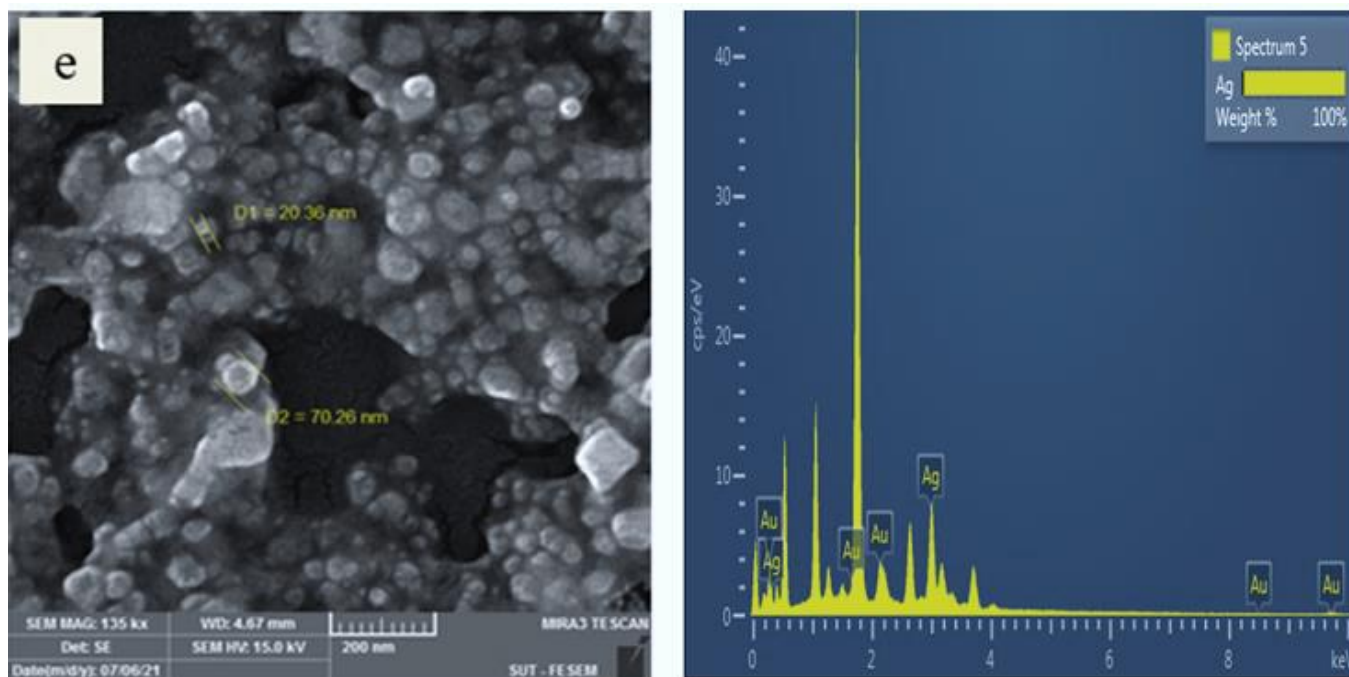 e
D1 = 20.36 nm
D2 = 70.26 nm
SEM MAG: 135 kx
WD: 4.67 mm
MIRA3 TESCAN
Det: SE
SEM HV: 15.0 kV
200 nm
Date(m/d/y): 07/06/21
SUT - FESEM
Spectrum 5
Ag
Weight %
100%
cps/eV
40
30
20
10
0
Au
Ag
Au
Au
Ag
Au
Au
0
2
4
6
8
keV